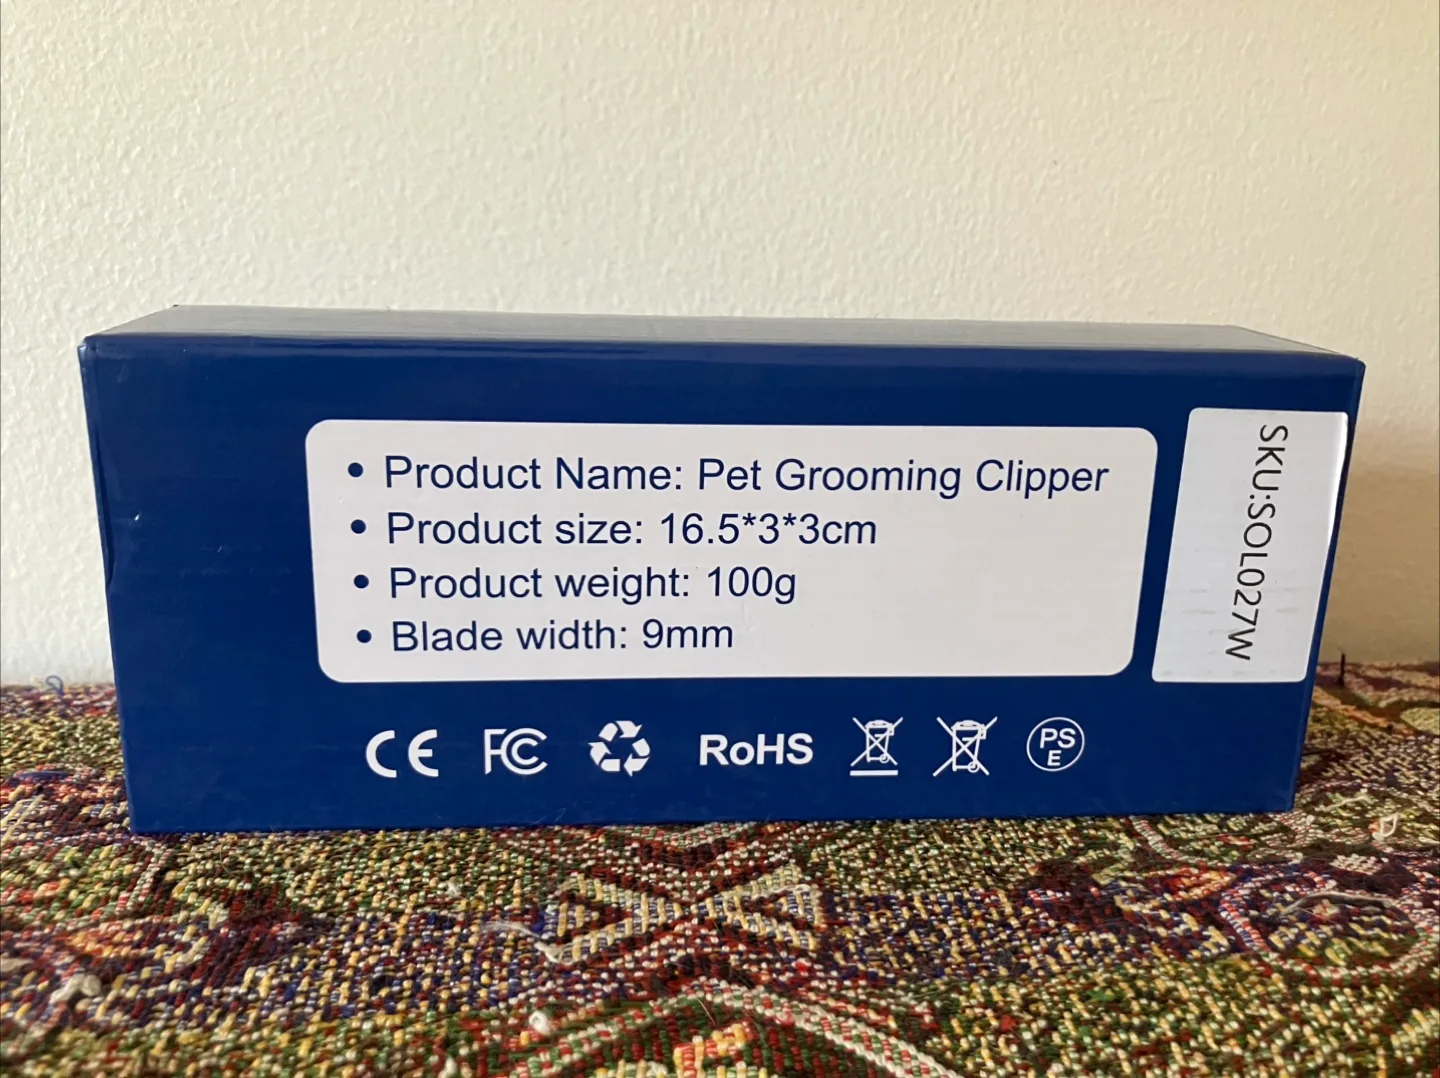 • Product Name: Pet Grooming Clipper
• Product size: 16.5*3*3cm
• Product weight: 100g
• Blade width: 9mm
SKU:SOL027W
CE FC RoHS PS E